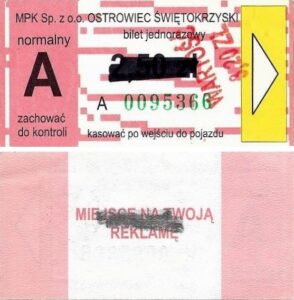 MPK Sp. z o.o. OSTROWIEC ŚWIĘTOKRZYSKI
normalny
bilet jednorazowy
A
2,50 zł
WARTOŚĆ
A 0095366
zachować
do kontroli
kasować po wejściu do pojazdu
MIEJSCE NA TWOJĄ
REKLAMĘ